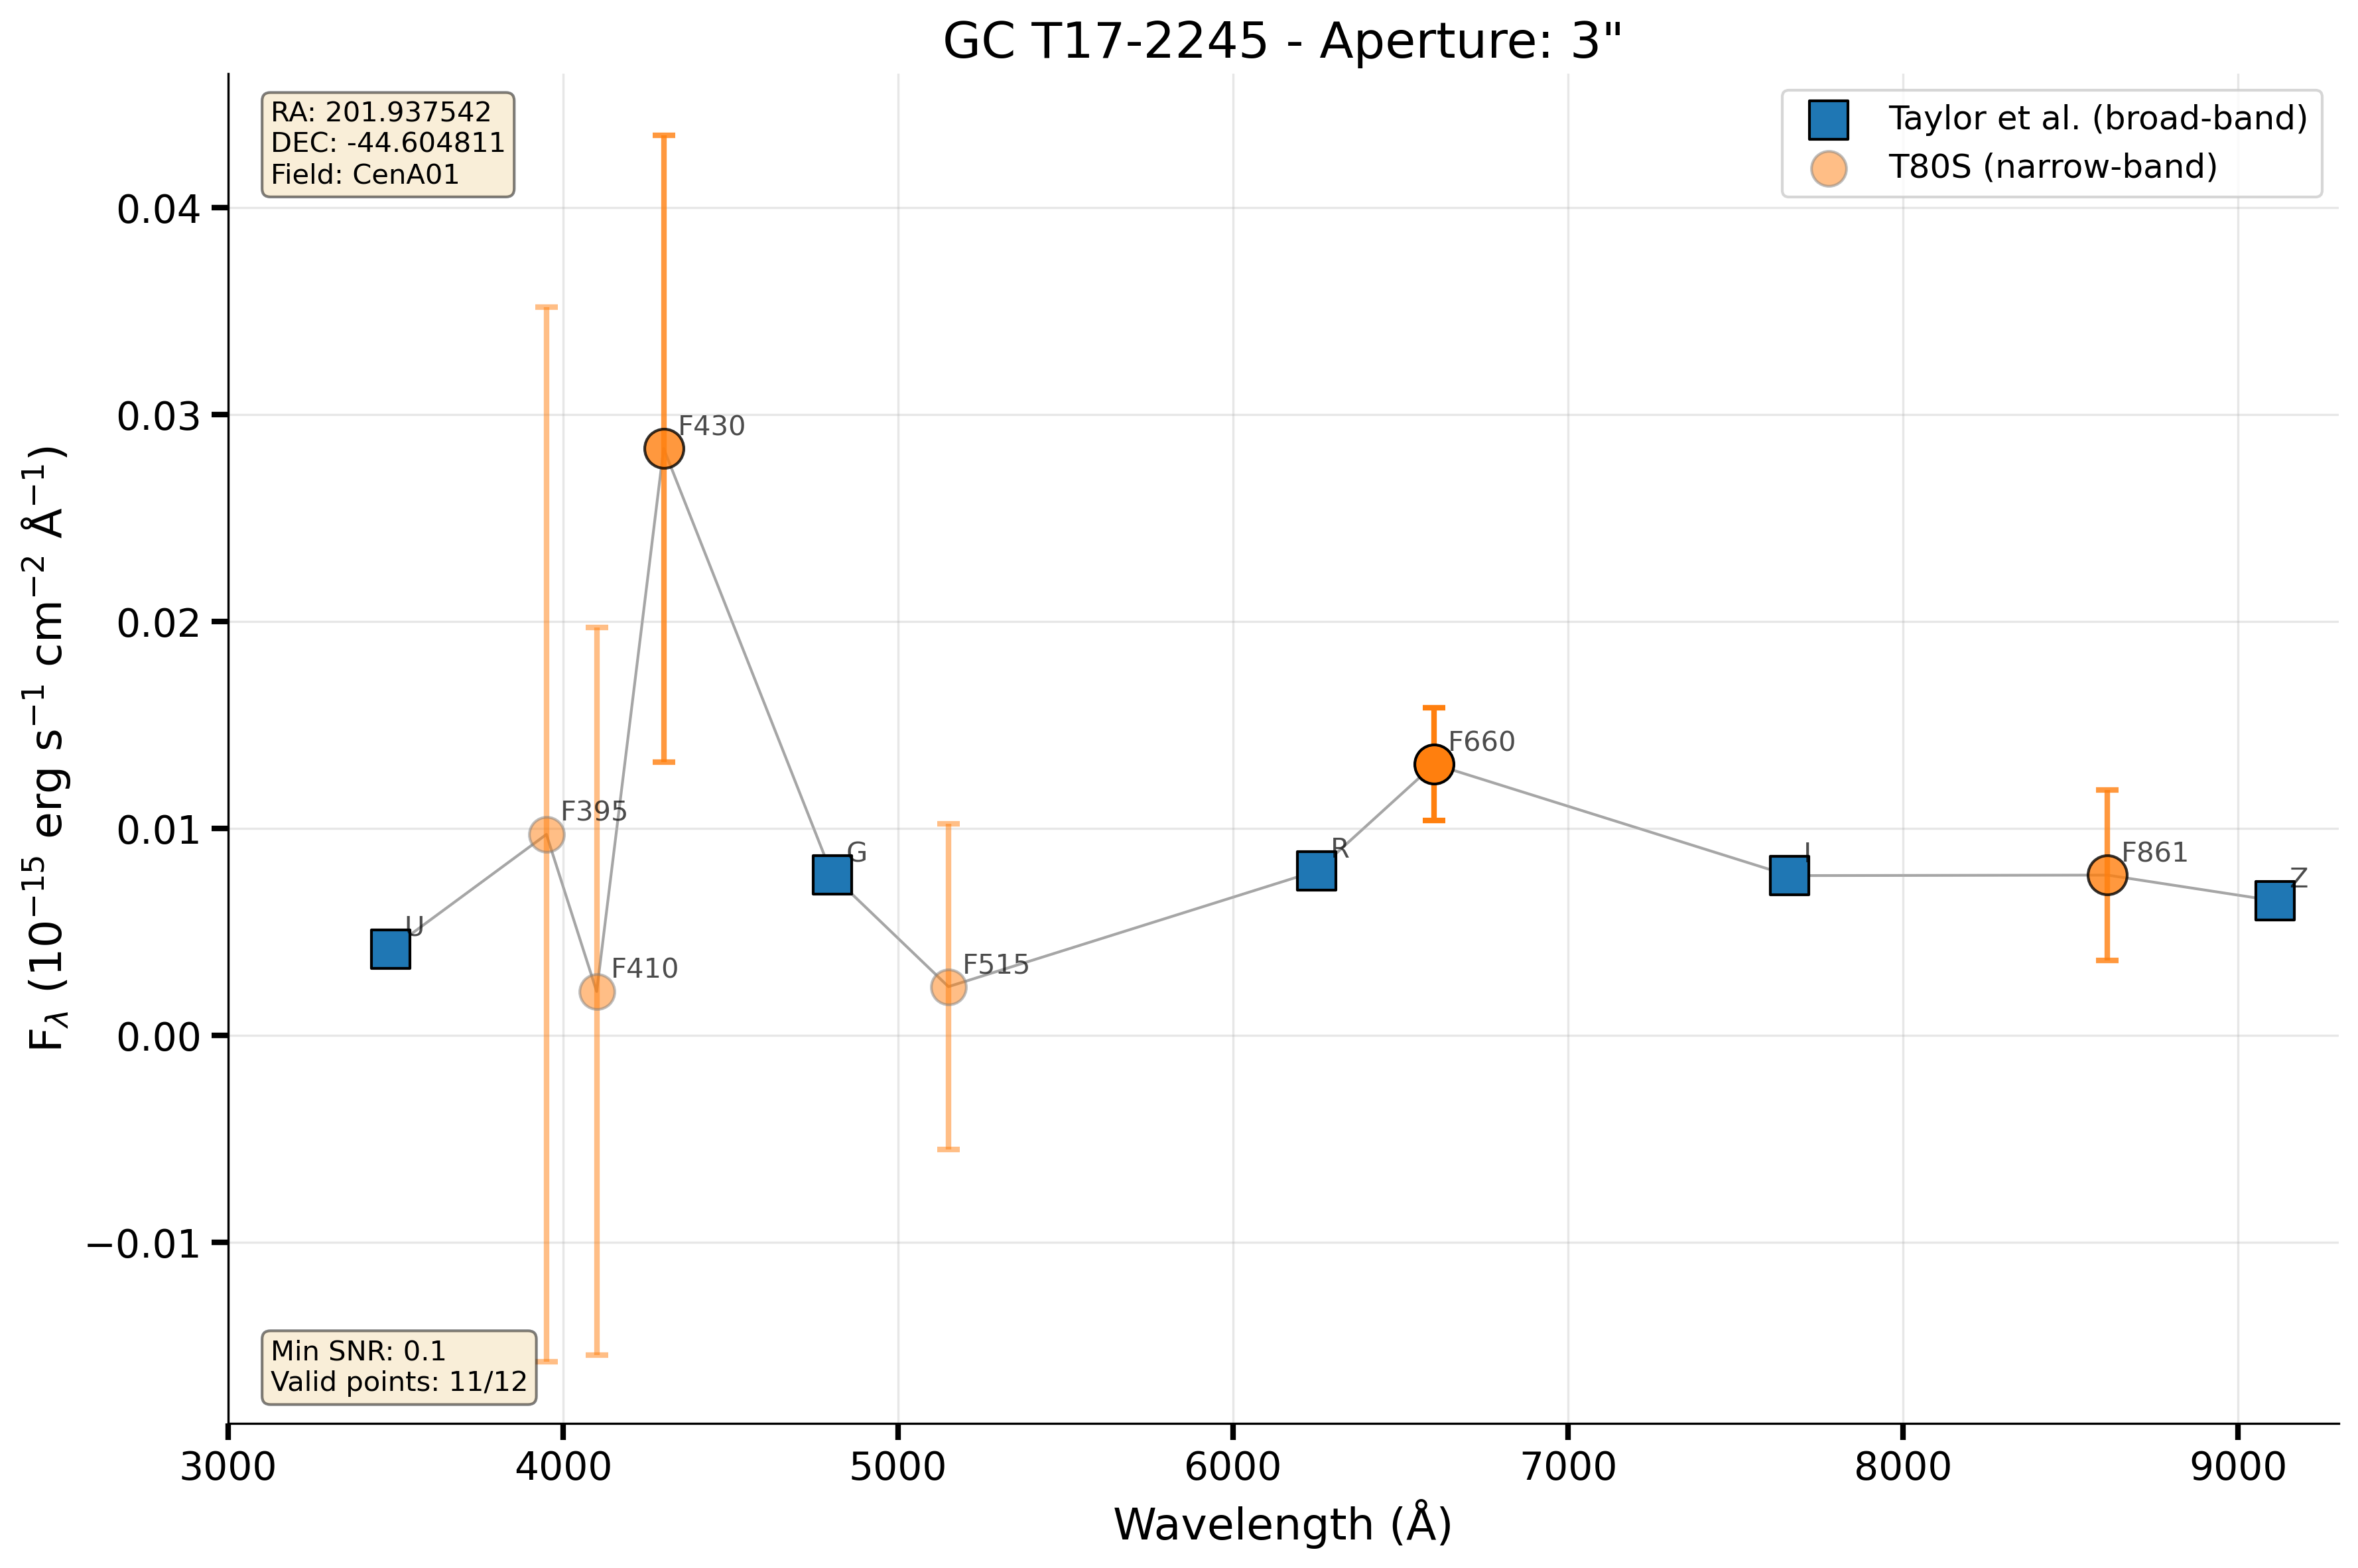 GC T17-2245 - Aperture: 3"
RA: 201.937542
DEC: -44.604811
Field: CenA01
Taylor et al. (broad-band)
T80S (narrow-band)
0.04
0.03
0.02
0.01
0.00
−0.01
F_λ (10⁻¹⁵ erg s⁻¹ cm⁻² Å⁻¹)
U
F395
F410
F430
G
F515
R
F660
I
F861
Z
Min SNR: 0.1
Valid points: 11/12
3000
4000
5000
6000
7000
8000
9000
Wavelength (Å)